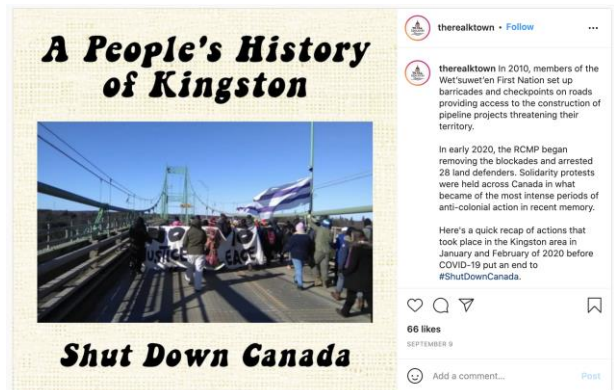 A People's History
of Kingston
JUSTICE
Shut Down Canada
therealktown • Follow
therealktown In 2010, members of the
Wet'suwet'en First Nation set up
barricades and checkpoints on roads
providing access to the construction of
pipeline projects threatening their
territory.
In early 2020, the RCMP began
removing the blockades and arrested
28 land defenders. Solidarity protests
were held across Canada in what
became of the most intense periods of
anti-colonial action in recent memory.
Here's a quick recap of actions that
took place in the Kingston area in
January and February of 2020 before
COVID-19 put an end to
#ShutDownCanada.
66 likes
SEPTEMBER 9
Add a comment...
Post